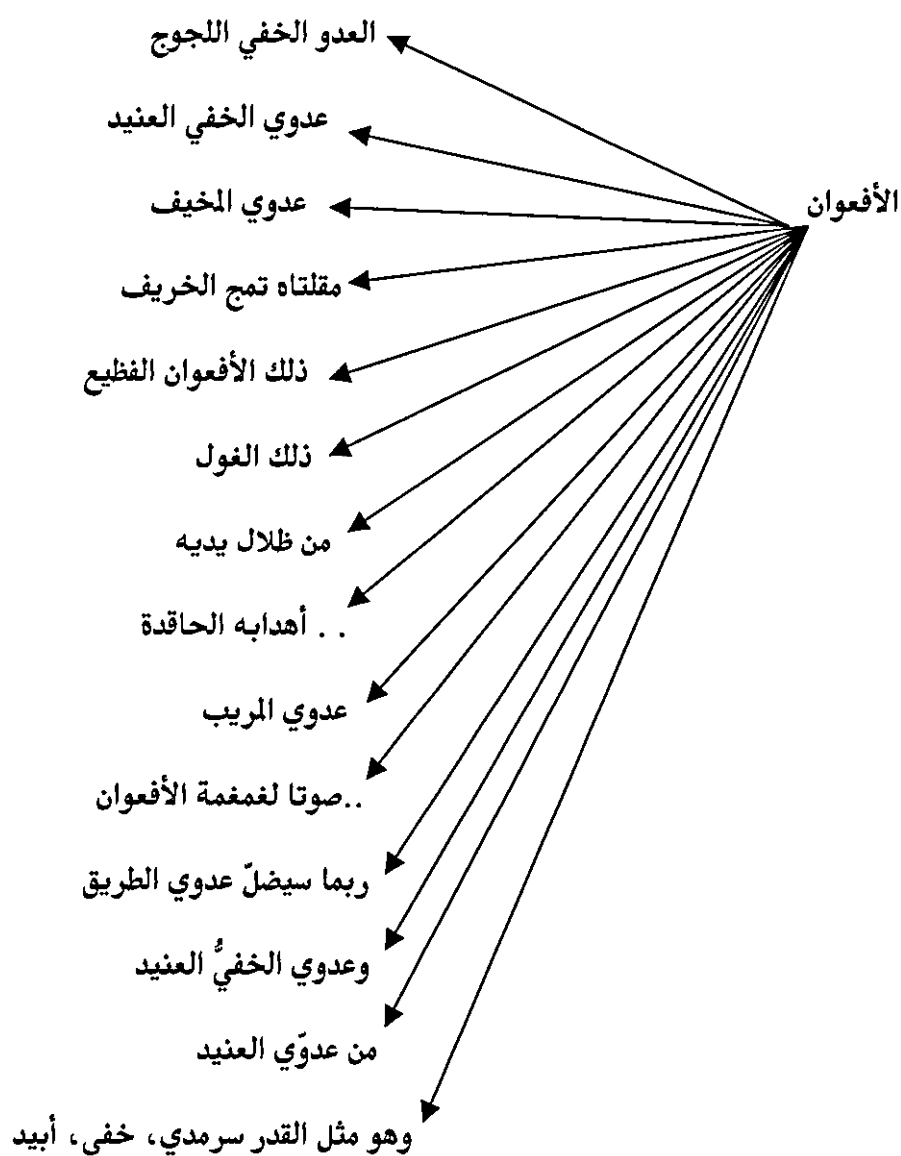 العدو الخفي اللجوج
عدوي الخفي العنيد
الأفعوان
عدوي المخيف
مقلتاه تمج الخريف
ذلك الأفعوان الفظيع
ذلك الغول
من ظلال يديه
. . أهدابه الحاقدة
عدوي المريب
..صوتا لغمغمة الأفعوان
ربما سيضلّ عدوي الطريق
وعدوي الخفيُّ العنيد
من عدوّي العنيد
وهو مثل القدر سرمدي، خفي، أبيد